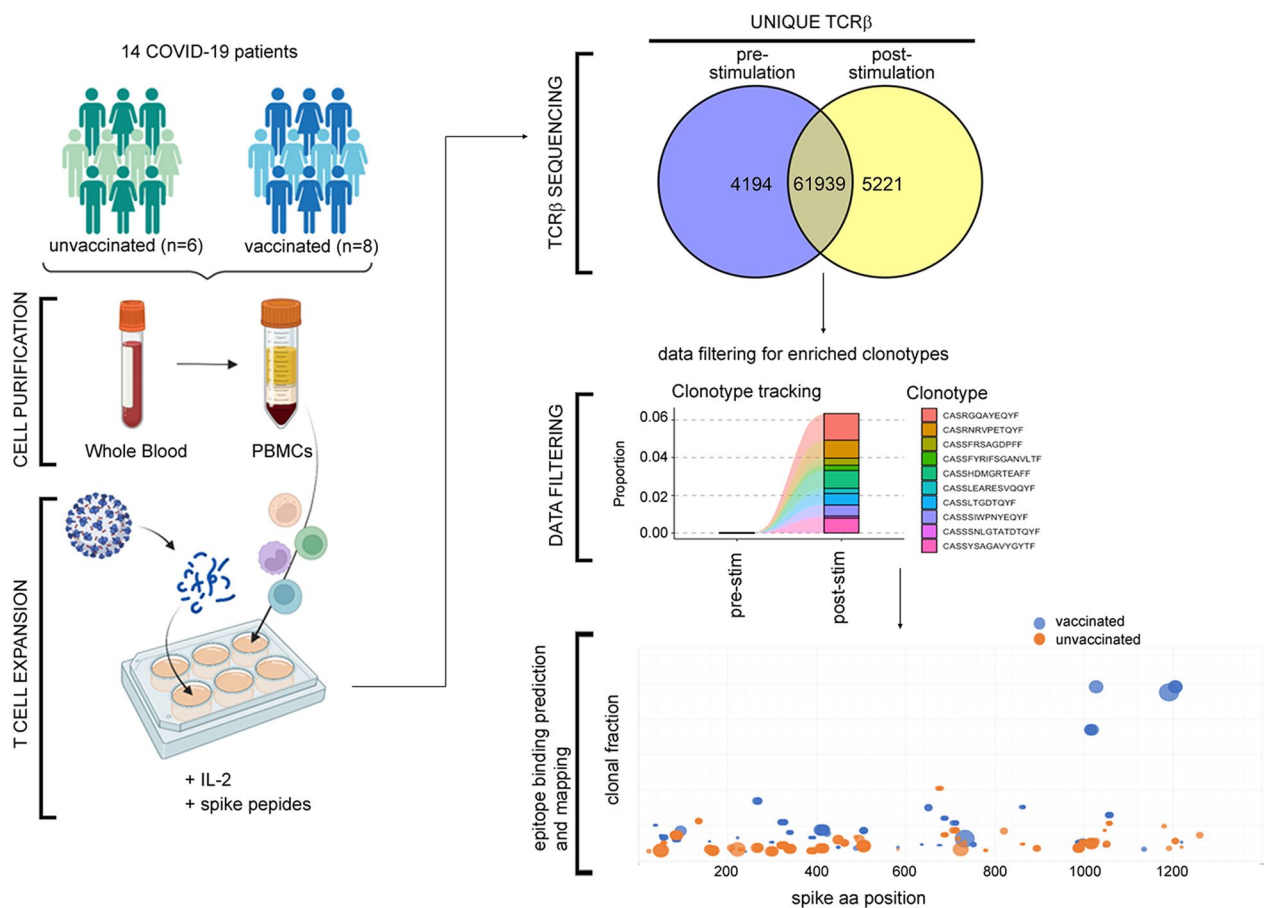 14 COVID-19 patients
unvaccinated (n=6)
vaccinated (n=8)
CELL PURIFICATION
Whole Blood
PBMCs
T CELL EXPANSION
+ IL-2
+ spike pepides
TCRβ SEQUENCING
UNIQUE TCRβ
pre-
stimulation
post-
stimulation
4194
61939
5221
DATA FILTERING
data filtering for enriched clonotypes
Clonotype tracking
Proportion
0.06
0.04
0.02
0.00
pre-stim
post-stim
Clonotype
CASRGQAYEQYF
CASRNRVPETQYF
CASSFRSAGDPFF
CASSFYRIFSGANVLTF
CASSHDMGRTEAFF
CASSLEARESVQQYF
CASSLTGDTQYF
CASSSIWPNYEQYF
CASSSNLGTATDTQYF
CASSYSAGAVYGYTF
epitope binding prediction
and mapping
vaccinated
unvaccinated
clonal fraction
200
400
600
800
1000
1200
spike aa position